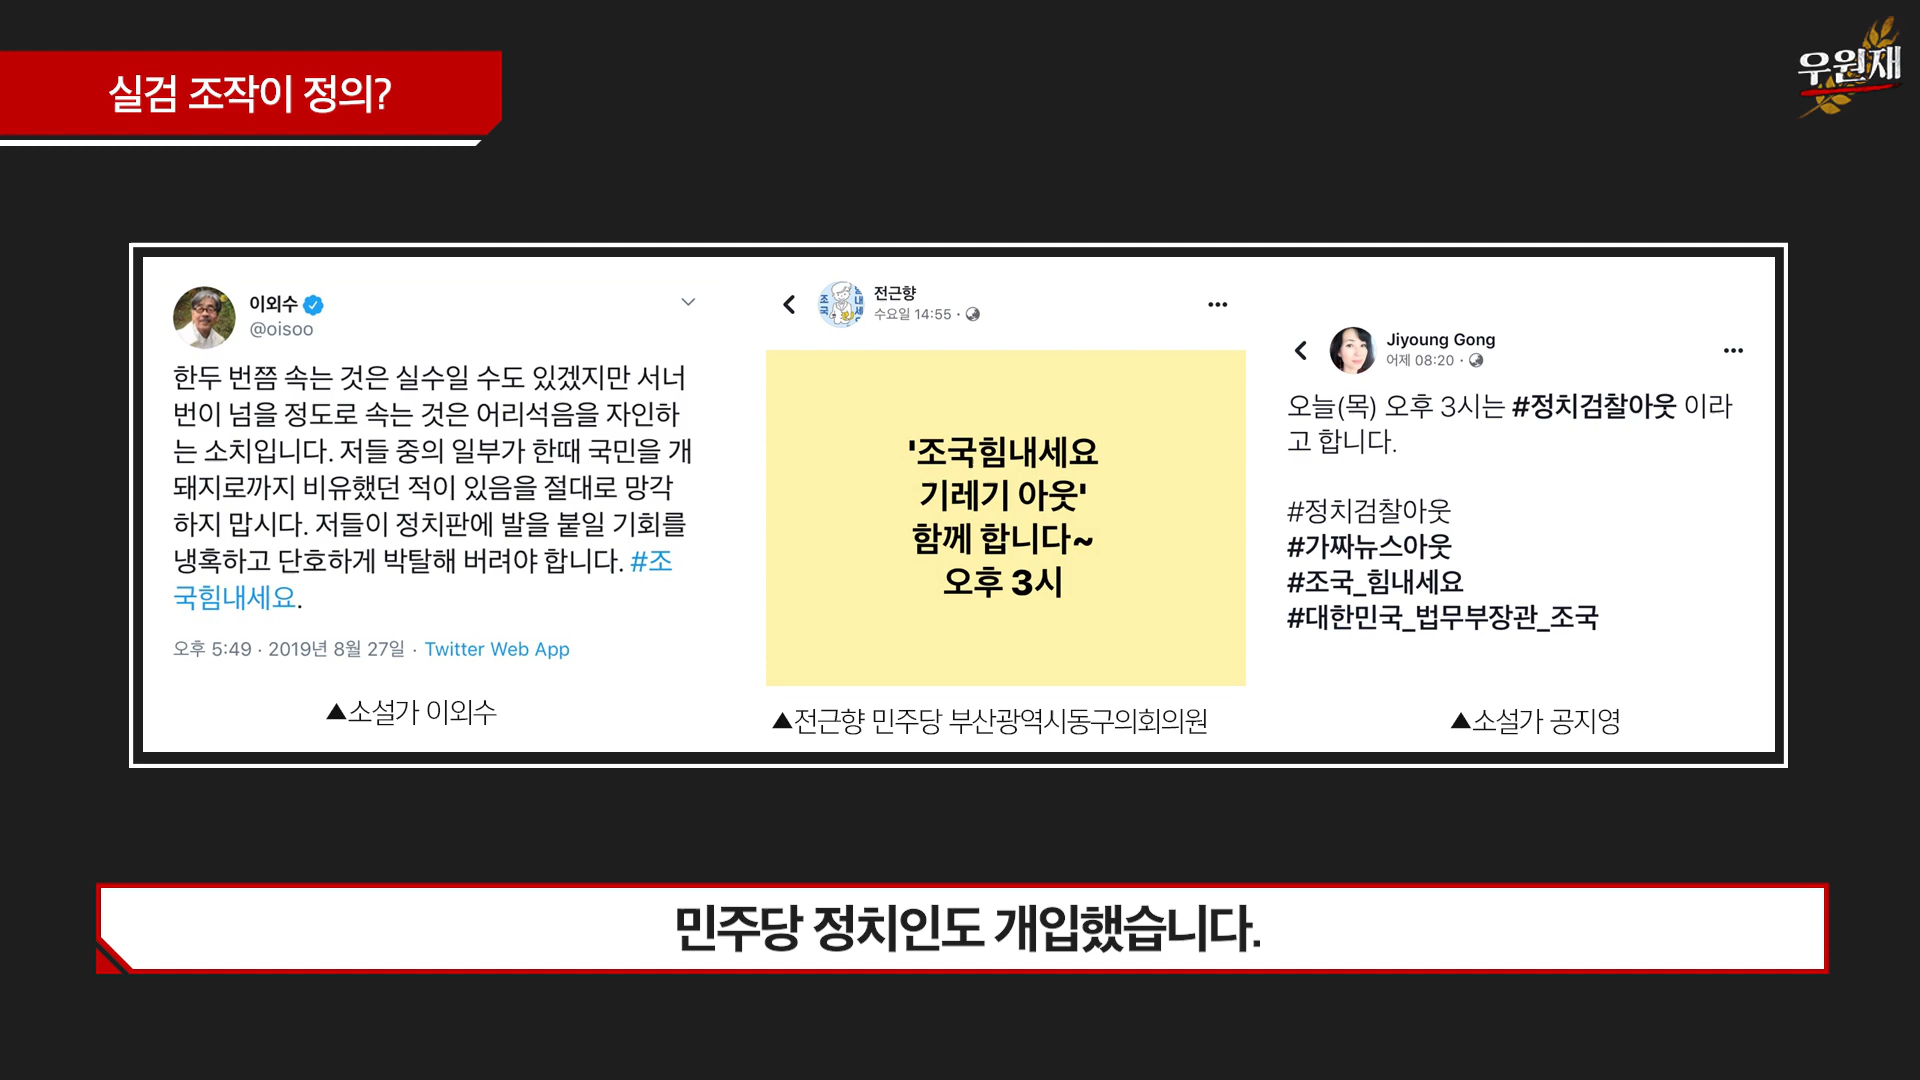 실검 조작이 정의?
우원재
이외수
@oisoo
한두 번쯤 속는 것은 실수일 수도 있겠지만 서너
번이 넘을 정도로 속는 것은 어리석음을 자인하
는 소치입니다. 저들 중의 일부가 한때 국민을 개
돼지로까지 비유했던 적이 있음을 절대로 망각
하지 맙시다. 저들이 정치판에 발을 붙일 기회를
냉혹하고 단호하게 박탈해 버려야 합니다. #조
국힘내세요.
오후 5:49 · 2019년 8월 27일 · Twitter Web App
▲소설가 이외수
전근향
수요일 14:55 ·
'조국힘내세요
기레기 아웃'
함께 합니다~
오후 3시
▲전근향 민주당 부산광역시동구의회의원
Jiyoung Gong
어제 08:20 ·
오늘(목) 오후 3시는 #정치검찰아웃 이라
고 합니다.
#정치검찰아웃
#가짜뉴스아웃
#조국_힘내세요
#대한민국_법무부장관_조국
▲소설가 공지영
민주당 정치인도 개입했습니다.